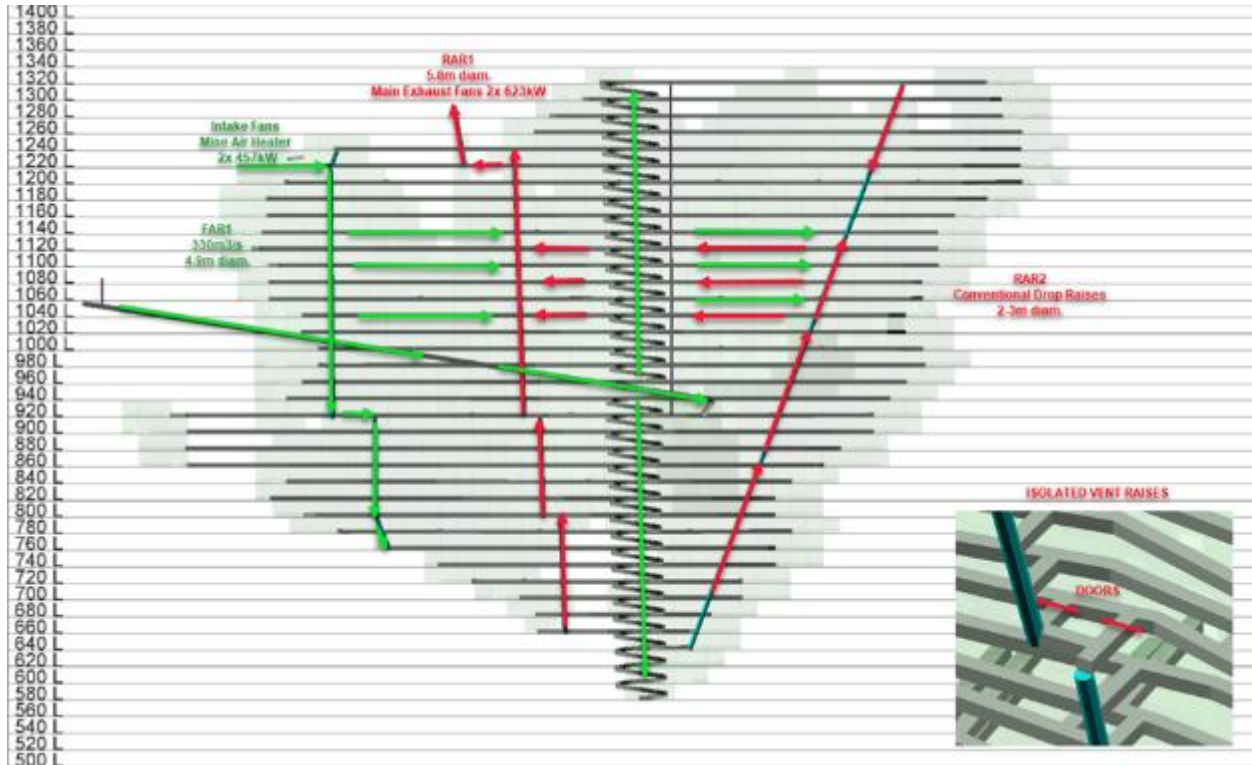 1400 L
1380 L
1360 L
1340 L
1320 L
1300 L
1280 L
1260 L
1240 L
1220 L
1200 L
1180 L
1160 L
1140 L
1120 L
1100 L
1080 L
1060 L
1040 L
1020 L
1000 L
980 L
960 L
940 L
920 L
900 L
880 L
860 L
840 L
820 L
800 L
780 L
760 L
740 L
720 L
700 L
680 L
660 L
640 L
620 L
600 L
580 L
560 L
540 L
520 L
500 L
RAR1
5.0m diam.
Main Exhaust Fans 2x 623kW
Intake Fans
Mine Air Heater
2x 457kW
FAR1
330m3/s
4.9m diam.
RAR2
Conventional Drop Raises
2-3m diam.
ISOLATED VENT RAISES
DOORS